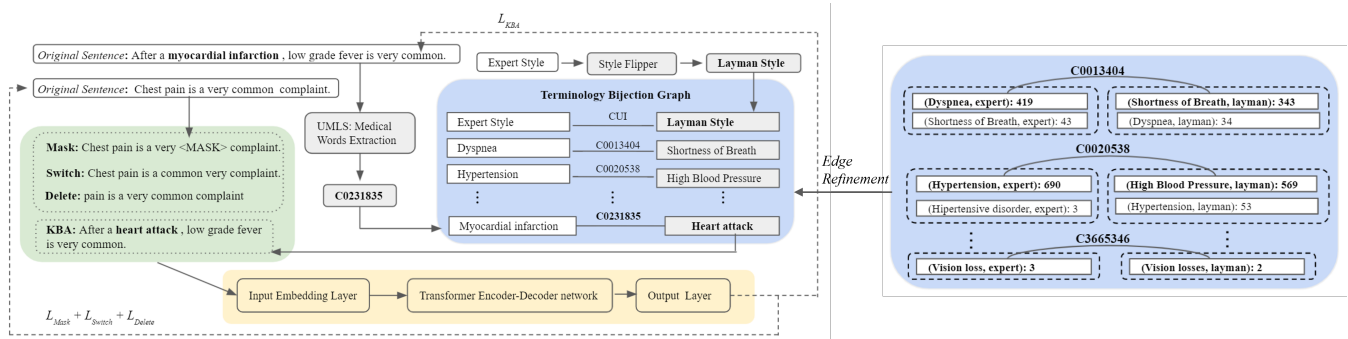 L_KBA
Original Sentence: After a myocardial infarction , low grade fever is very common.
Original Sentence: Chest pain is a very common complaint.
Mask: Chest pain is a very <MASK> complaint.
Switch: Chest pain is a common very complaint.
Delete: pain is a very common complaint
KBA: After a heart attack , low grade fever
is very common.
UMLS: Medical
Words Extraction
C0231835
Expert Style
Style Flipper
Layman Style
Terminology Bijection Graph
Expert Style
CUI
Layman Style
Dyspnea
C0013404
Shortness of Breath
Hypertension
C0020538
High Blood Pressure
Myocardial infarction
C0231835
Heart attack
Input Embedding Layer
Transformer Encoder-Decoder network
Output Layer
L_Mask + L_Switch + L_Delete
Edge
Refinement
C0013404
(Dyspnea, expert): 419
(Shortness of Breath, layman): 343
(Shortness of Breath, expert): 43
(Dyspnea, layman): 34
C0020538
(Hypertension, expert): 690
(High Blood Pressure, layman): 569
(Hipertensive disorder, expert): 3
(Hypertension, layman): 53
C3665346
(Vision loss, expert): 3
(Vision losses, layman): 2